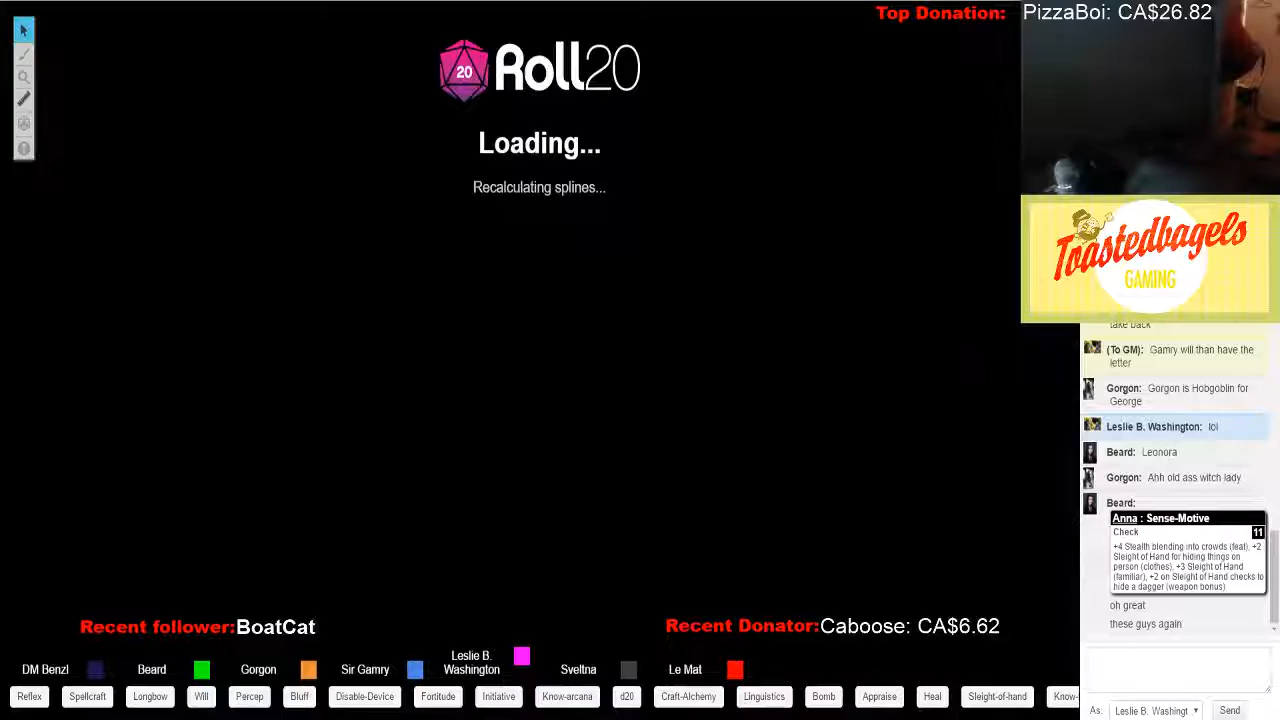 Top Donation: PizzaBoi: CA$26.82
20 Roll20
Loading...
Recalculating splines...
Toastedbagels
GAMING
take back
(To GM): Gamry will than have the
letter
Gorgon: Gorgon is Hobgoblin for
George
Leslie B. Washington: lol
Beard: Leonora
Gorgon: Ahh old ass witch lady
Beard:
Anna : Sense-Motive
Check 11
+4 Stealth blending into crowds (feat), +2
Sleight of Hand for hiding things on
person (clothes), +3 Sleight of Hand
(familiar), +2 on Sleight of Hand checks to
hide a dagger (weapon bonus)
oh great
these guys again
Recent follower:BoatCat
Recent Donator:Caboose: CA$6.62
DM Benzl Beard Gorgon Sir Gamry Leslie B. Washington Sveltna Le Mat
Reflex Spellcraft Longbow Will Percep Bluff Disable-Device Fortitude Initiative Know-arcana d20 Craft-Alchemy Linguistics Bomb Appraise Heal Sleight-of-hand Know-
As: Leslie B. Washingt Send